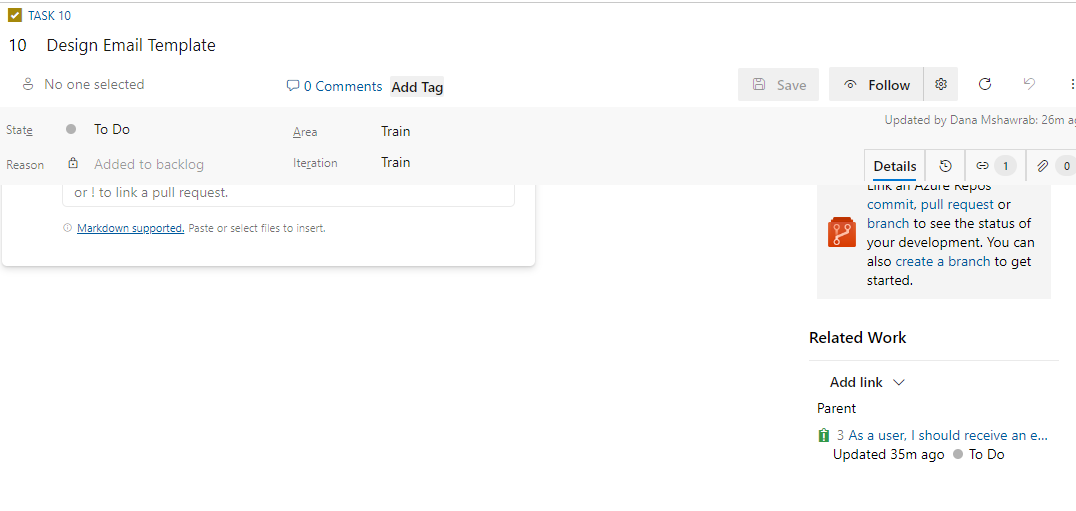 TASK 10
10 Design Email Template
No one selected
0 Comments Add Tag
Save Follow
State To Do
Area Train
Updated by Dana Mshawrab: 26m
Reason Added to backlog
Iteration Train
Details 1 0
or ! to link a pull request.
Markdown supported. Paste or select files to insert.
Link an Azure Repos
commit, pull request or
branch to see the status of
your development. You can
also create a branch to get
started.
Related Work
Add link
Parent
3 As a user, I should receive an e...
Updated 35m ago To Do